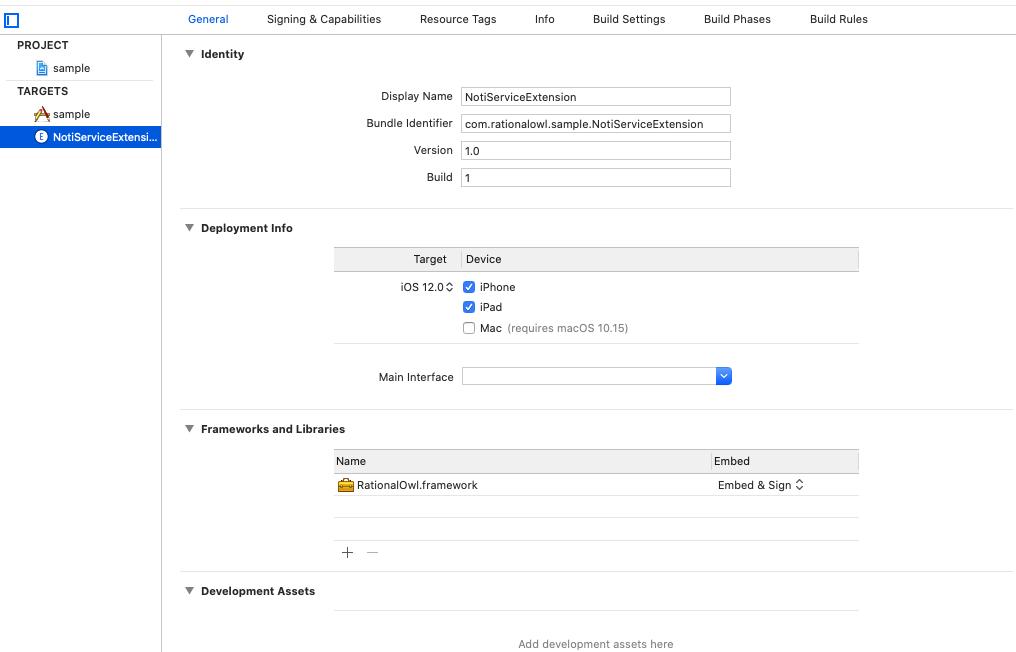 General Signing & Capabilities Resource Tags Info Build Settings Build Phases Build Rules
PROJECT
sample
TARGETS
sample
E NotiServiceExtensi...
Identity
Display Name NotiServiceExtension
Bundle Identifier com.rationalowl.sample.NotiServiceExtension
Version 1.0
Build 1
Deployment Info
Target Device
iOS 12.0 iPhone
iPad
Mac (requires macOS 10.15)
Main Interface
Frameworks and Libraries
Name Embed
RationalOwl.framework Embed & Sign
Development Assets
Add development assets here